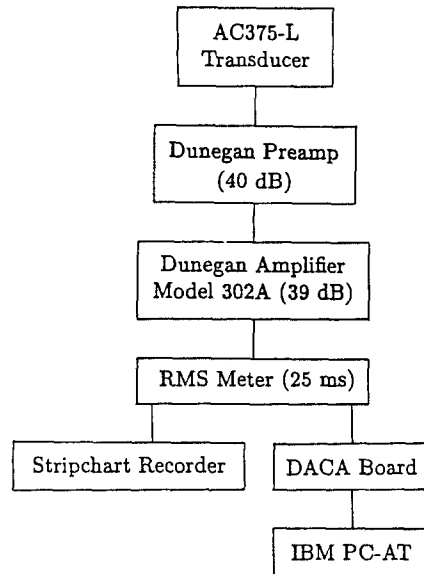 AC375-L
Transducer
Dunegan Preamp
(40 dB)
Dunegan Amplifier
Model 302A (39 dB)
RMS Meter (25 ms)
Stripchart Recorder
DACA Board
IBM PC-AT